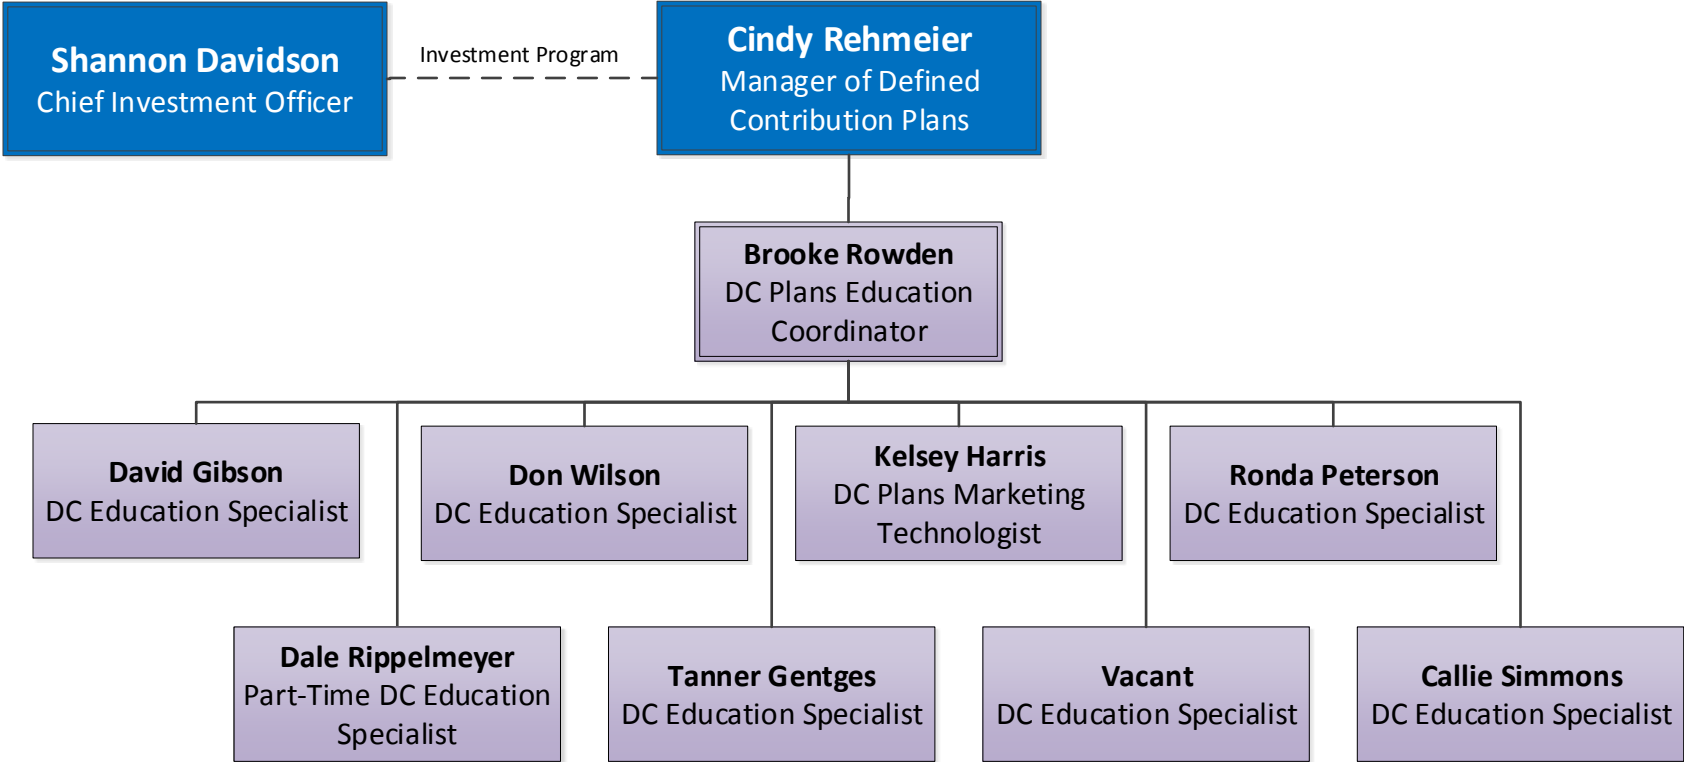 Shannon Davidson
Chief Investment Officer
Investment Program
Cindy Rehmeier
Manager of Defined
Contribution Plans
Brooke Rowden
DC Plans Education
Coordinator
David Gibson
DC Education Specialist
Don Wilson
DC Education Specialist
Kelsey Harris
DC Plans Marketing
Technologist
Ronda Peterson
DC Education Specialist
Dale Rippelmeyer
Part-Time DC Education
Specialist
Tanner Gentges
DC Education Specialist
Vacant
DC Education Specialist
Callie Simmons
DC Education Specialist